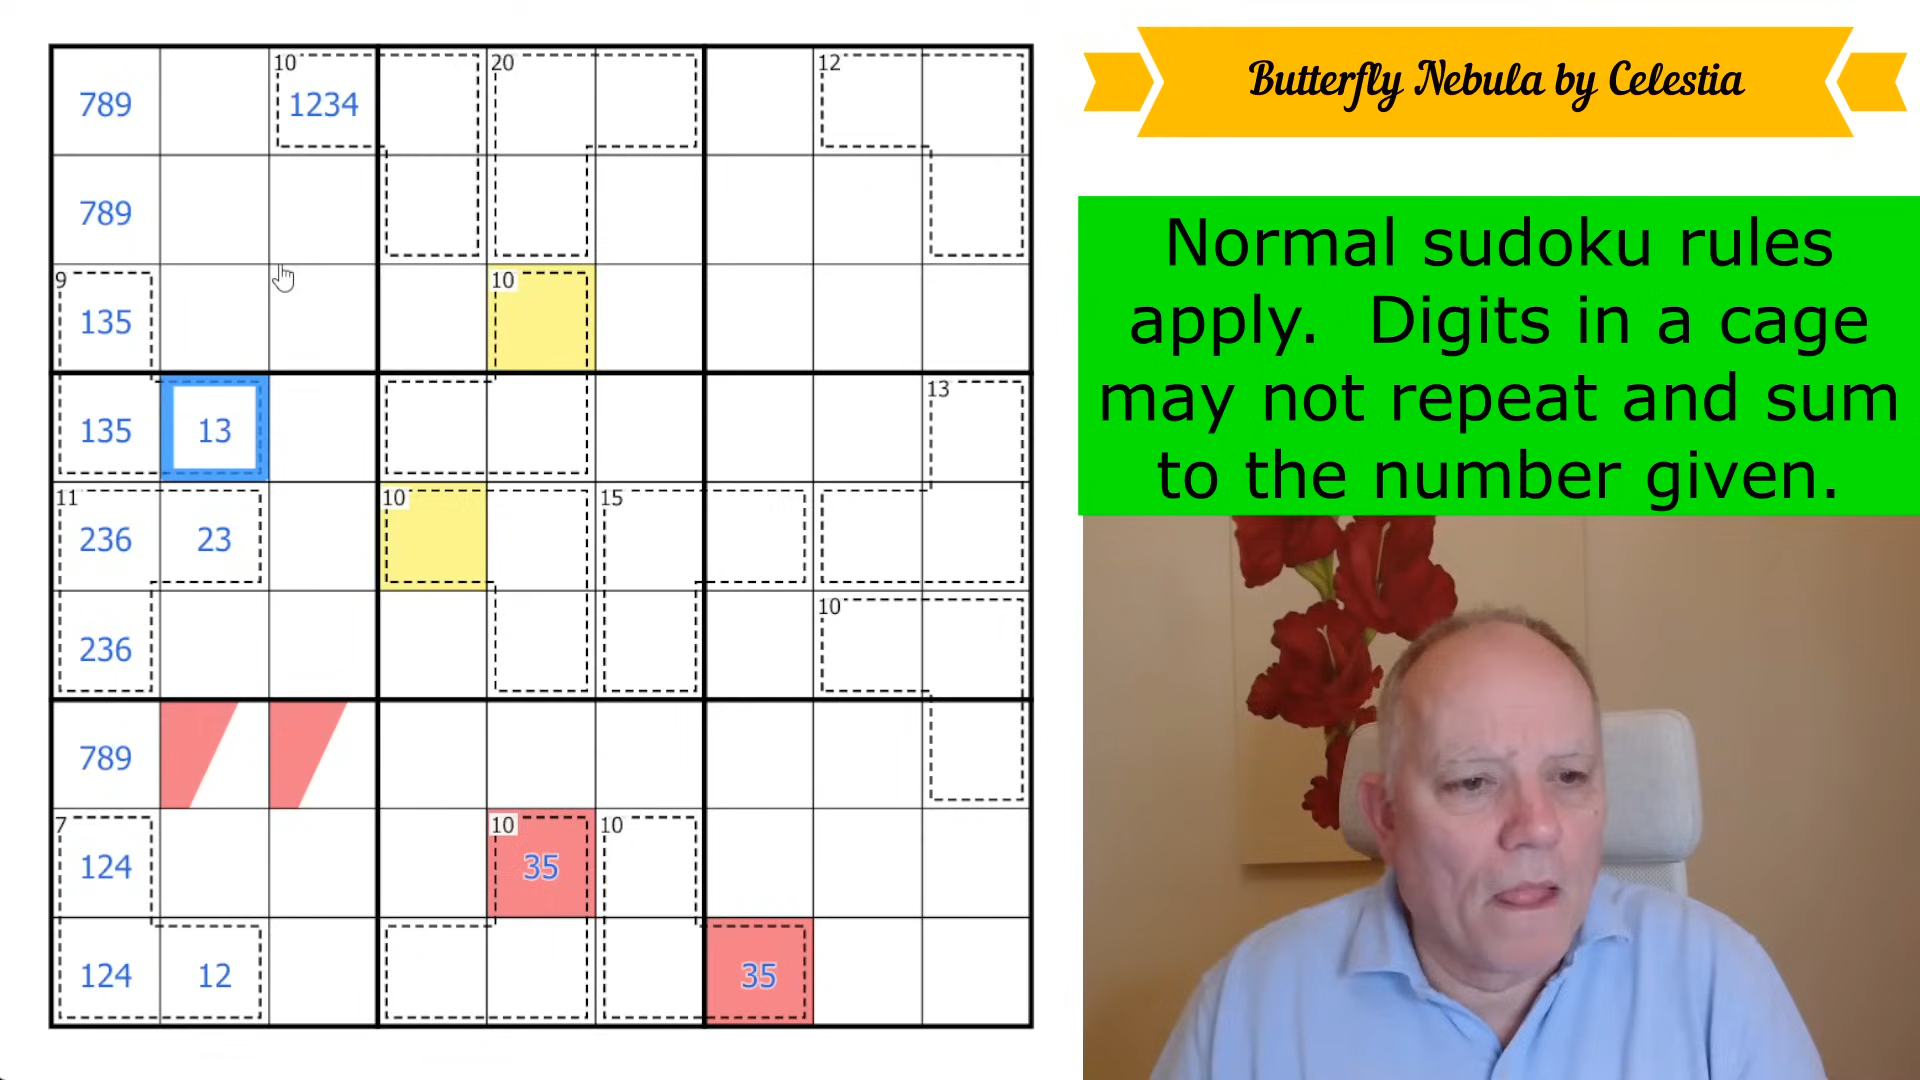 Butterfly Nebula by Celestia
Normal sudoku rules
apply. Digits in a cage
may not repeat and sum
to the number given.
10 20 12
789 1234
789
9 10
135
13
135 13
11 10 15
236 23
10
236
789
7 10 10
124 35
124 12 35